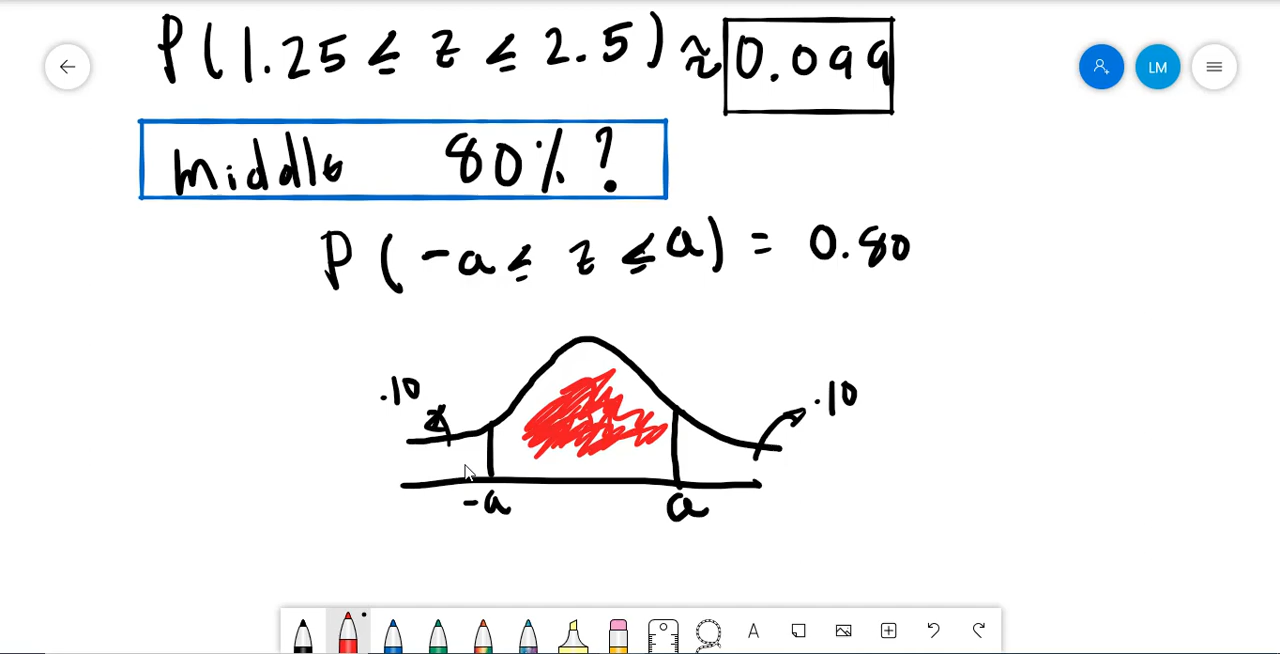 P(1.25 ≤ z ≤ 2.5) ≈ 0.099
LM
middle 80%?
P(-a ≤ z ≤ a) = 0.80
.10
.10
-a
a
A